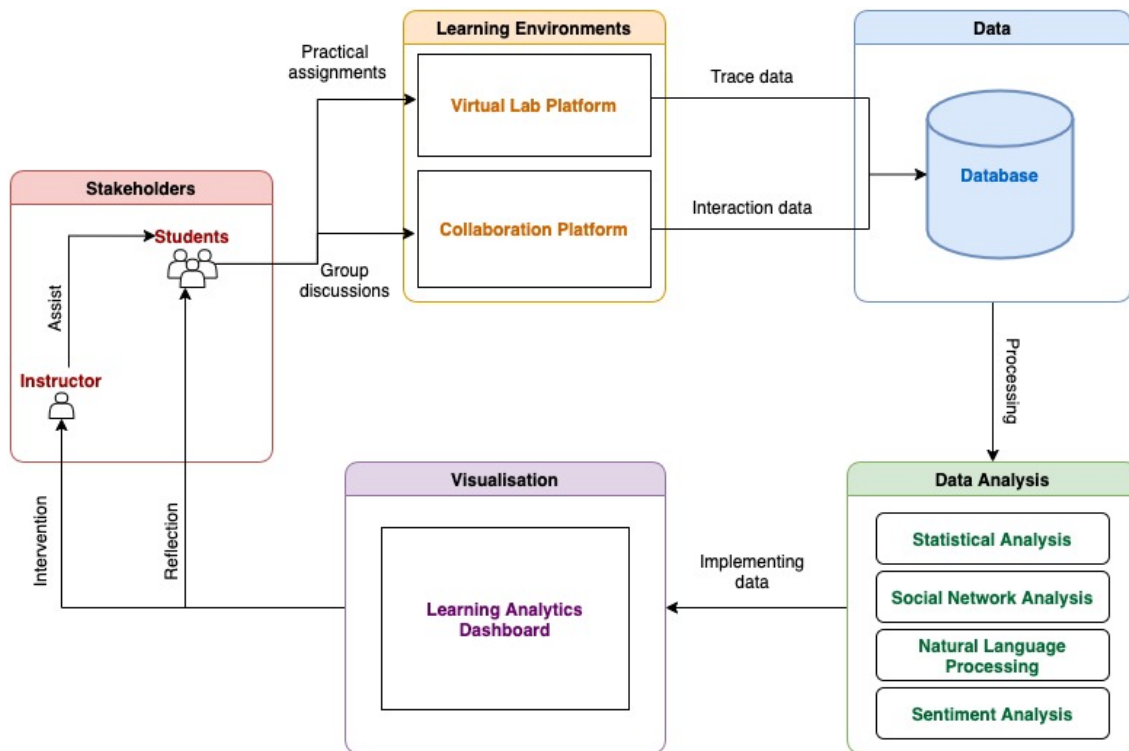 Learning Environments
Data
Practical
assignments
Virtual Lab Platform
Trace data
Database
Stakeholders
Students
Collaboration Platform
Interaction data
Group
discussions
Assist
Instructor
Processing
Visualisation
Data Analysis
Intervention
Reflection
Learning Analytics
Dashboard
Implementing
data
Statistical Analysis
Social Network Analysis
Natural Language
Processing
Sentiment Analysis